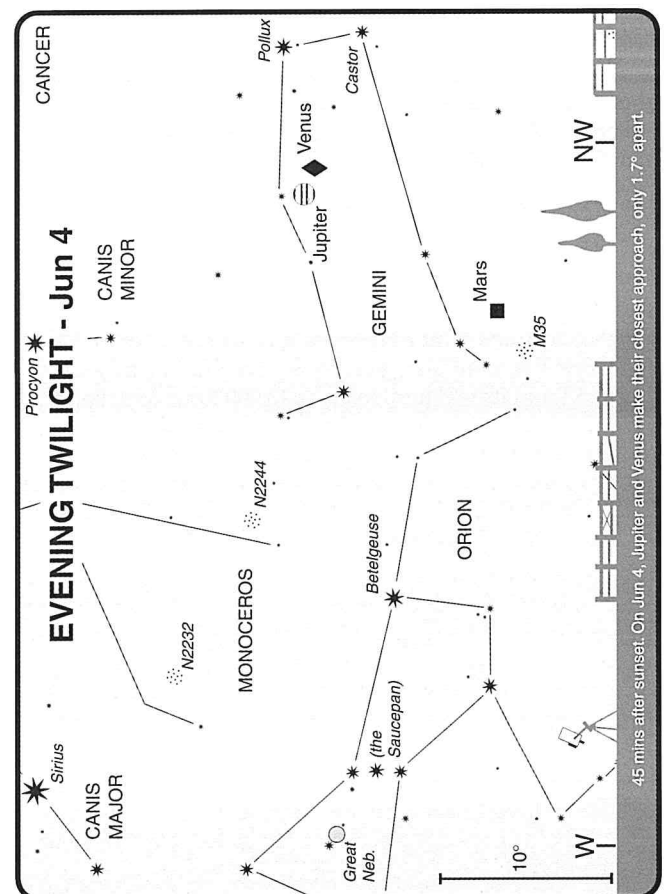 EVENING TWILIGHT - Jun 4
CANCER
Procyon
CANIS
MINOR
Pollux
Castor
Venus
Jupiter
GEMINI
Mars
M35
N2244
N2232
MONOCEROS
Betelgeuse
ORION
Sirius
CANIS
MAJOR
(the
Saucepan)
Great
Neb.
10°
W
NW
45 mins after sunset. On Jun 4, Jupiter and Venus make their closest approach, only 1.7° apart.